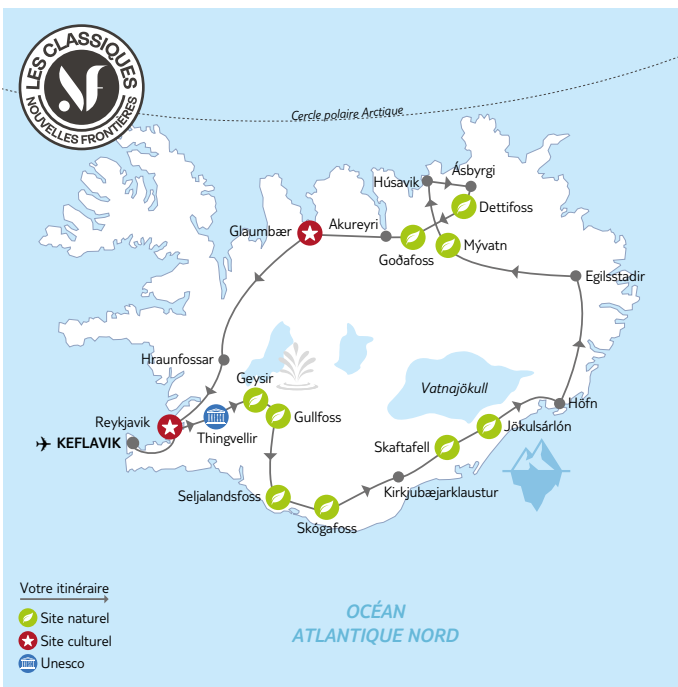 LES CLASSIQUES
NF
NOUVELLES FRONTIÈRES
Cercle polaire Arctique
Ásbyrgi
Húsavik
Dettifoss
Glaumbær
Akureyri
Goðafoss
Mývatn
Egilsstadir
Hraunfossar
Geysir
Vatnajökull
Reykjavik
Gullfoss
Höfn
KEFLAVIK
Thingvellir
Jökulsárlón
Skaftafell
Seljalandsfoss
Kirkjubæjarklaustur
Skógafoss
Votre itinéraire
Site naturel
Site culturel
Unesco
OCÉAN
ATLANTIQUE NORD